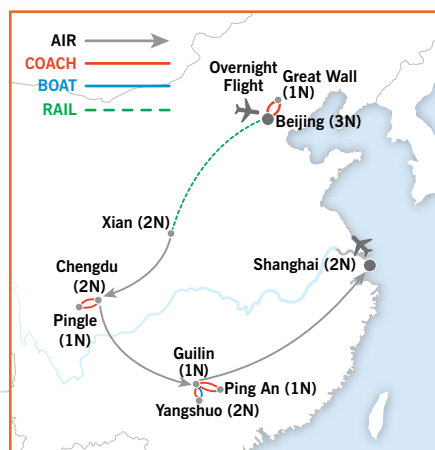 AIR
COACH
BOAT
RAIL
Overnight
Flight
Great Wall
(1N)
Beijing (3N)
Xian (2N)
Chengdu
(2N)
Pingle
(1N)
Shanghai (2N)
Guilin
(1N)
Ping An (1N)
Yangshuo (2N)